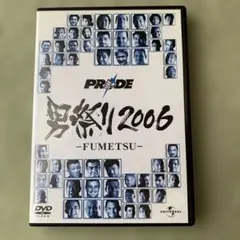 PRIDE
男祭り2006
-FUMETSU-
DVD
UNIVERSAL